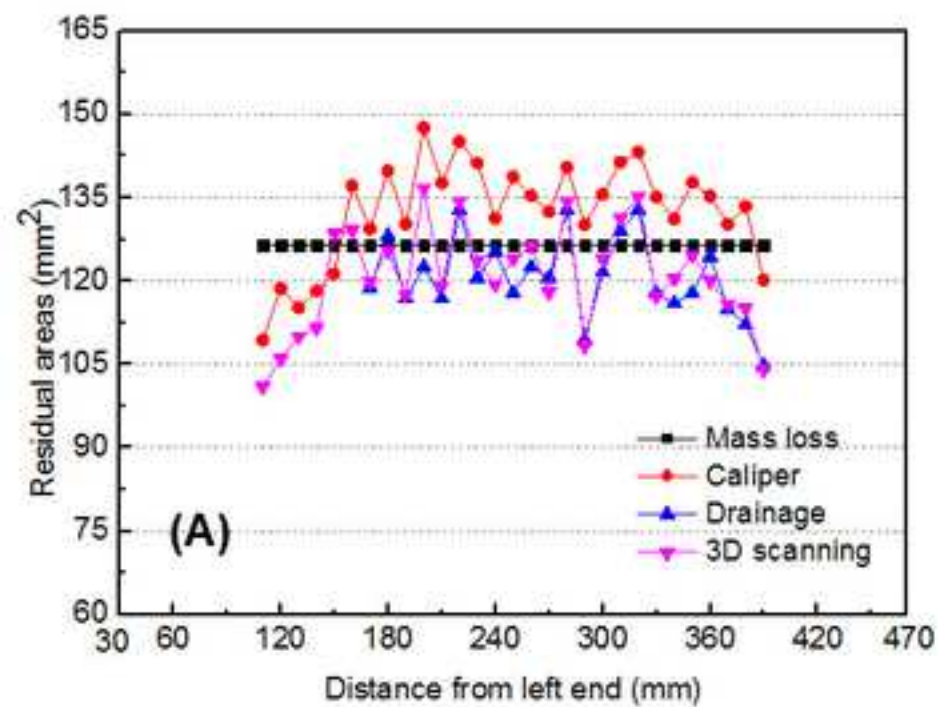 165
150
135
120
105
90
75
60
30 60 120 180 240 300 360 420 470
Residual areas (mm²)
Distance from left end (mm)
(A)
Mass loss
Caliper
Drainage
3D scanning